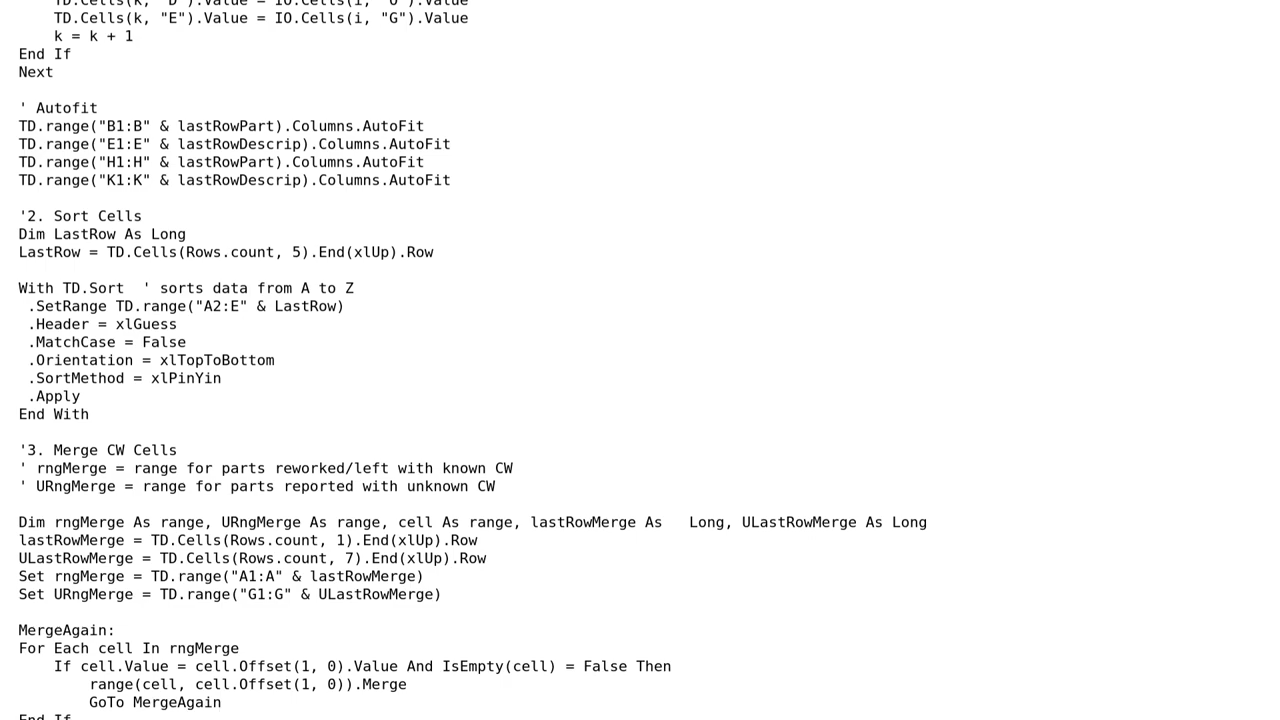 TD.Cells(k, "D").Value = IO.Cells(i, "O").Value
TD.Cells(k, "E").Value = IO.Cells(i, "G").Value
k = k + 1
End If
Next
' Autofit
TD.range("B1:B" & lastRowPart).Columns.AutoFit
TD.range("E1:E" & lastRowDescrip).Columns.AutoFit
TD.range("H1:H" & lastRowPart).Columns.AutoFit
TD.range("K1:K" & lastRowDescrip).Columns.AutoFit
'2. Sort Cells
Dim LastRow As Long
LastRow = TD.Cells(Rows.count, 5).End(xlUp).Row
With TD.Sort  ' sorts data from A to Z
.SetRange TD.range("A2:E" & LastRow)
.Header = xlGuess
.MatchCase = False
.Orientation = xlTopToBottom
.SortMethod = xlPinYin
.Apply
End With
'3. Merge CW Cells
' rngMerge = range for parts reworked/left with known CW
' URngMerge = range for parts reported with unknown CW
Dim rngMerge As range, URngMerge As range, cell As range, lastRowMerge As   Long, ULastRowMerge As Long
lastRowMerge = TD.Cells(Rows.count, 1).End(xlUp).Row
ULastRowMerge = TD.Cells(Rows.count, 7).End(xlUp).Row
Set rngMerge = TD.range("A1:A" & lastRowMerge)
Set URngMerge = TD.range("G1:G" & ULastRowMerge)
MergeAgain:
For Each cell In rngMerge
If cell.Value = cell.Offset(1, 0).Value And IsEmpty(cell) = False Then
range(cell, cell.Offset(1, 0)).Merge
GoTo MergeAgain
End If